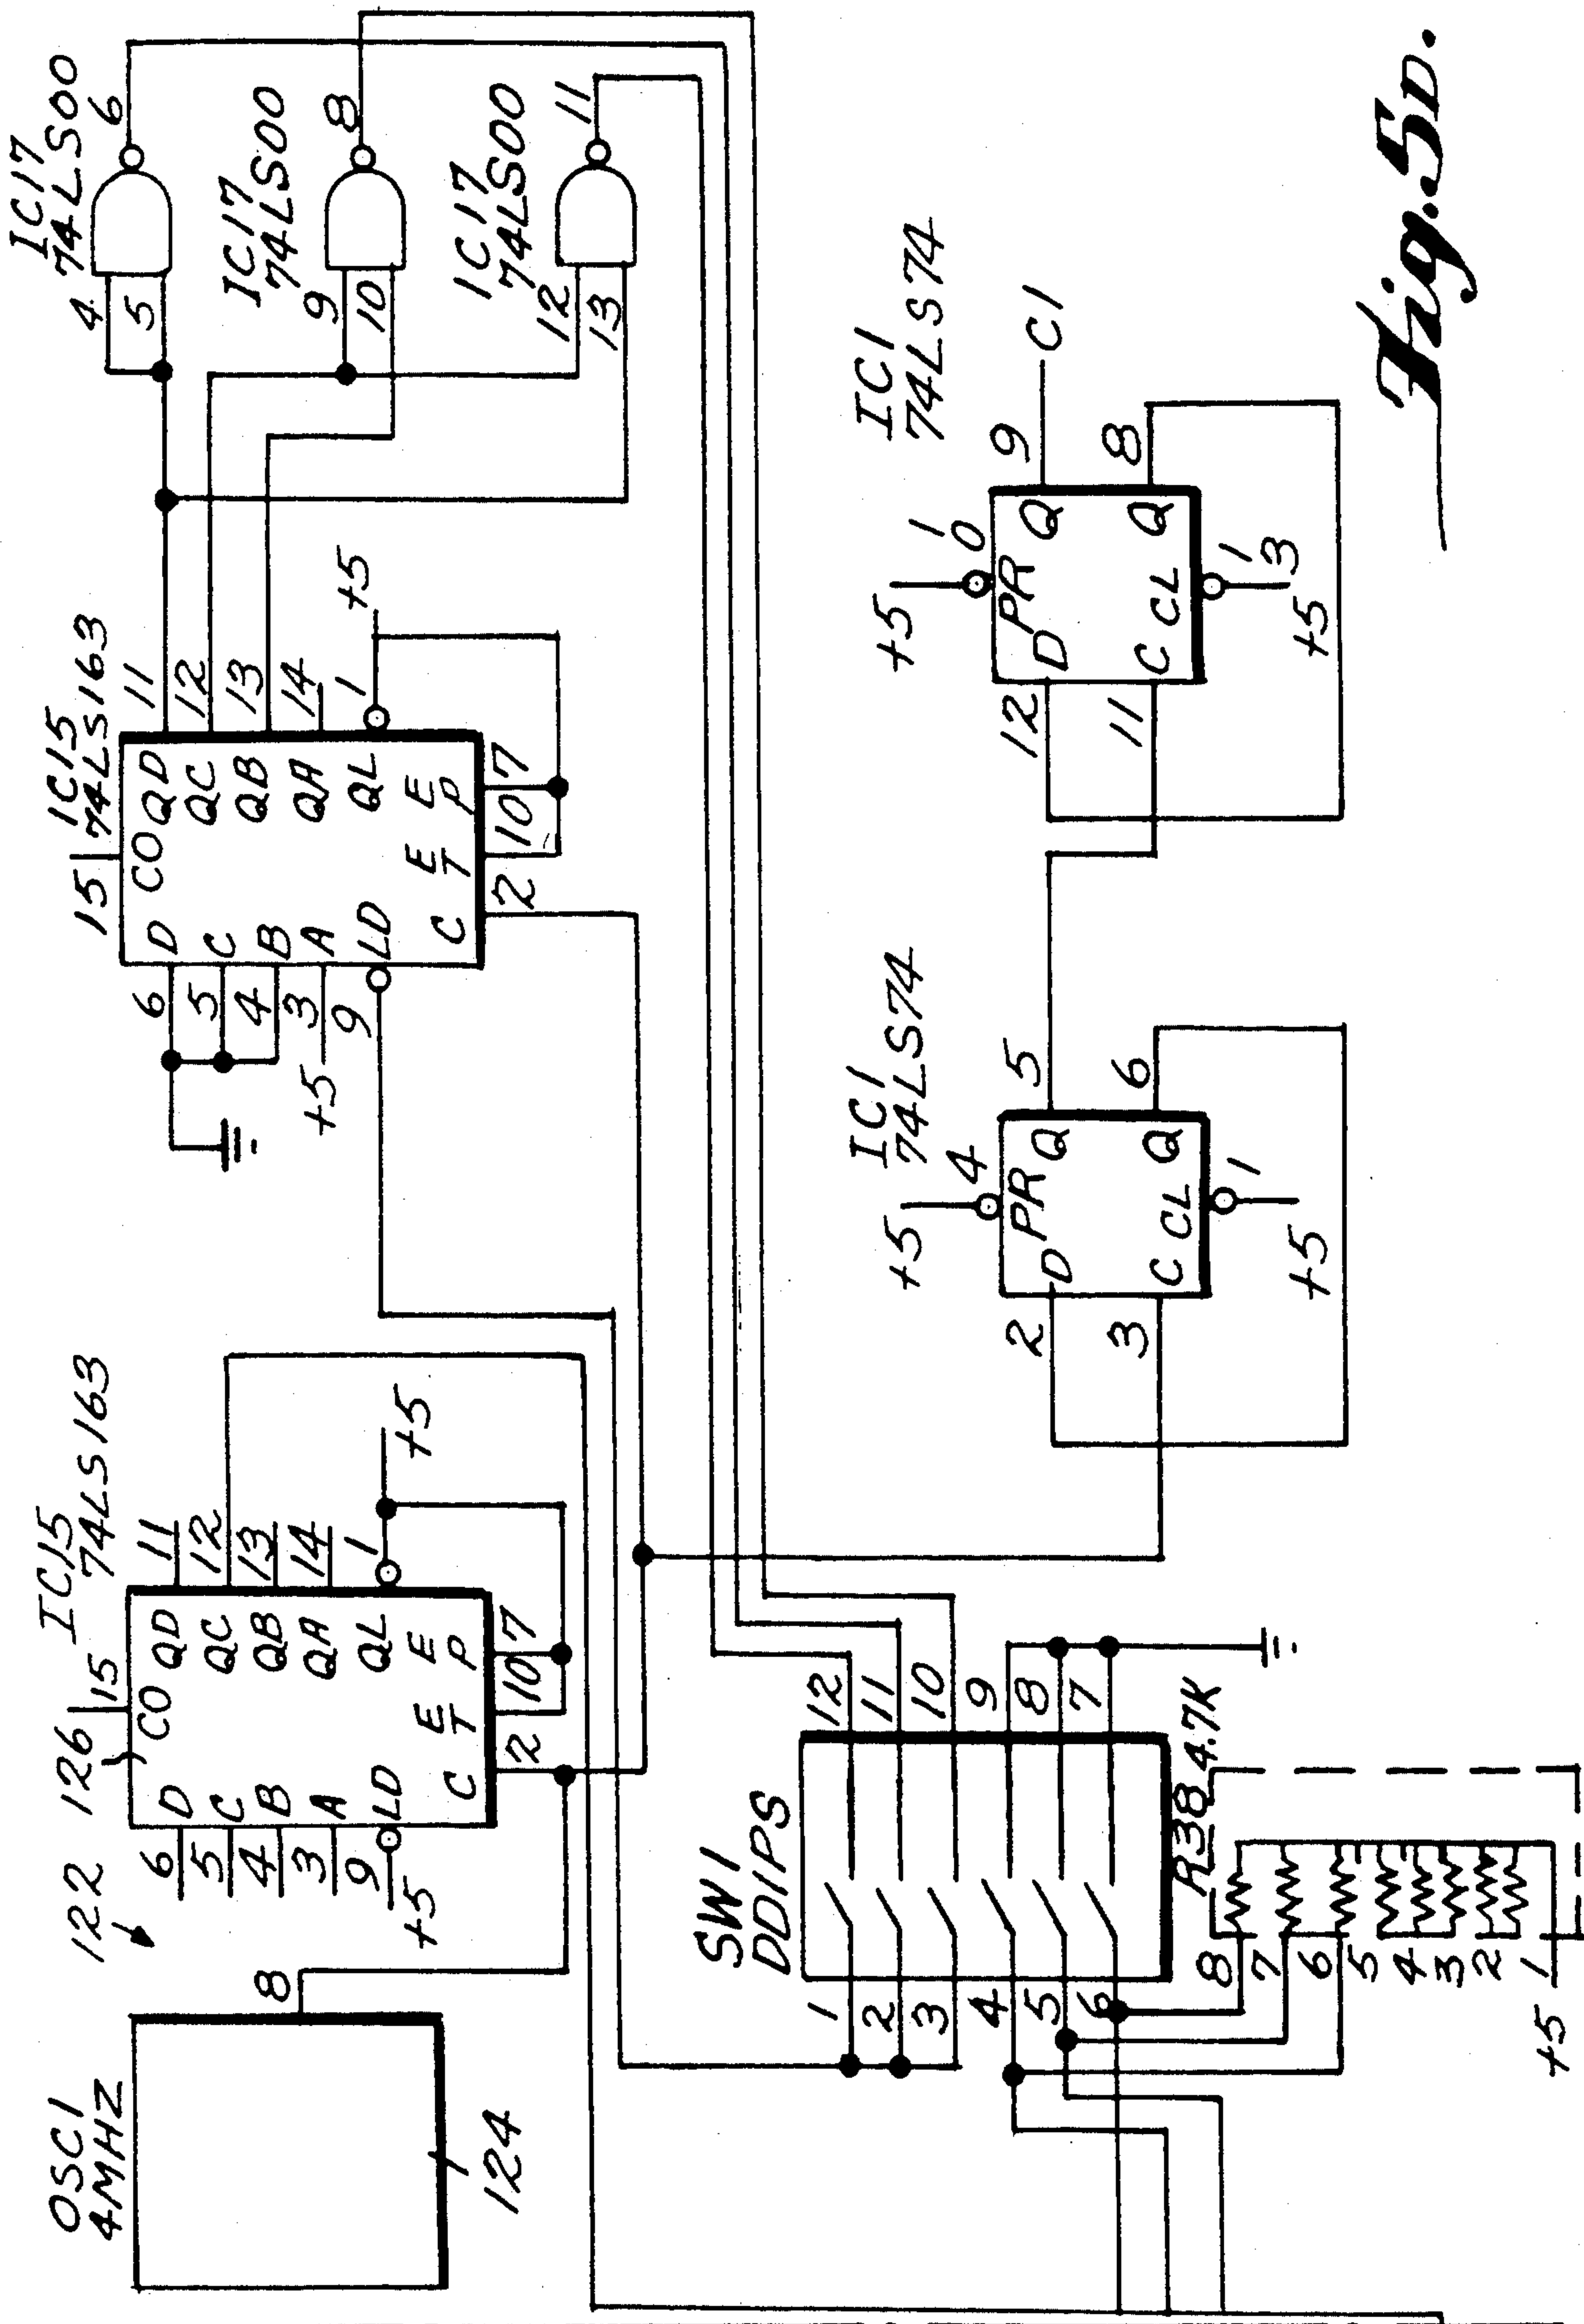 OSC1
4MHZ
8
124
122
126
15
IC15
74LS163
CO
6 D QD 11
5 C QC 12
4 B QB 13
3 A QA 14
9 LD QL 1
+5
+5
C ET EP
2 10 7
15
IC15
74LS163
CO
6 D QD 11
5 C QC 12
4 B QB 13
3 A QA 14
+5
9 LD QL 1
+5
C ET EP
2 10 7
IC17
74LS00
4
5
6
IC17
74LS00
9
10
8
IC17
74LS00
12
13
11
SW1
DDIPS
1 12
2 11
3 10
4 9
5 8
6 7
R38 4.7K
8
7
6
5
4
3
2
1
+5
IC1
74LS74
+5
4
PR
2 D Q 5
3 C Q 6
CL
1
+5
IC1
74LS74
+5
10
PR
12 D Q 9
C1
11 C Q 8
CL
13
+5
Fig. 5D.